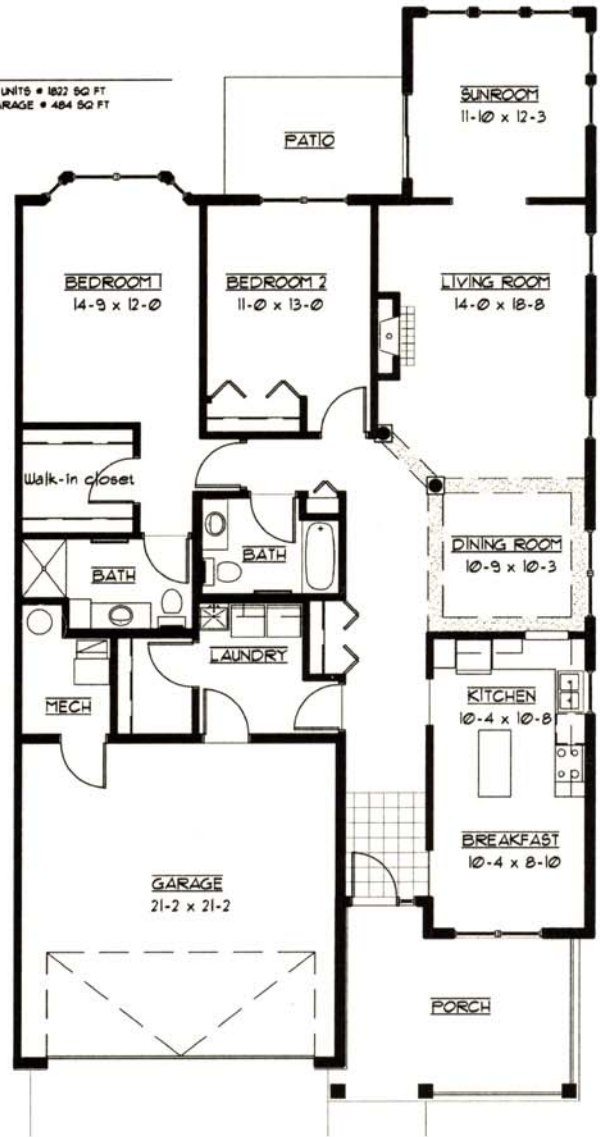 UNITS • 1822 SQ FT
ARAGE • 484 SQ FT
SUNROOM
11-10 x 12-3
PATIO
BEDROOM 1
14-9 x 12-0
BEDROOM 2
11-0 x 13-0
LIVING ROOM
14-0 x 18-8
Walk-in closet
BATH
BATH
DINING ROOM
10-9 x 10-3
LAUNDRY
MECH
KITCHEN
10-4 x 10-8
BREAKFAST
10-4 x 8-10
GARAGE
21-2 x 21-2
PORCH